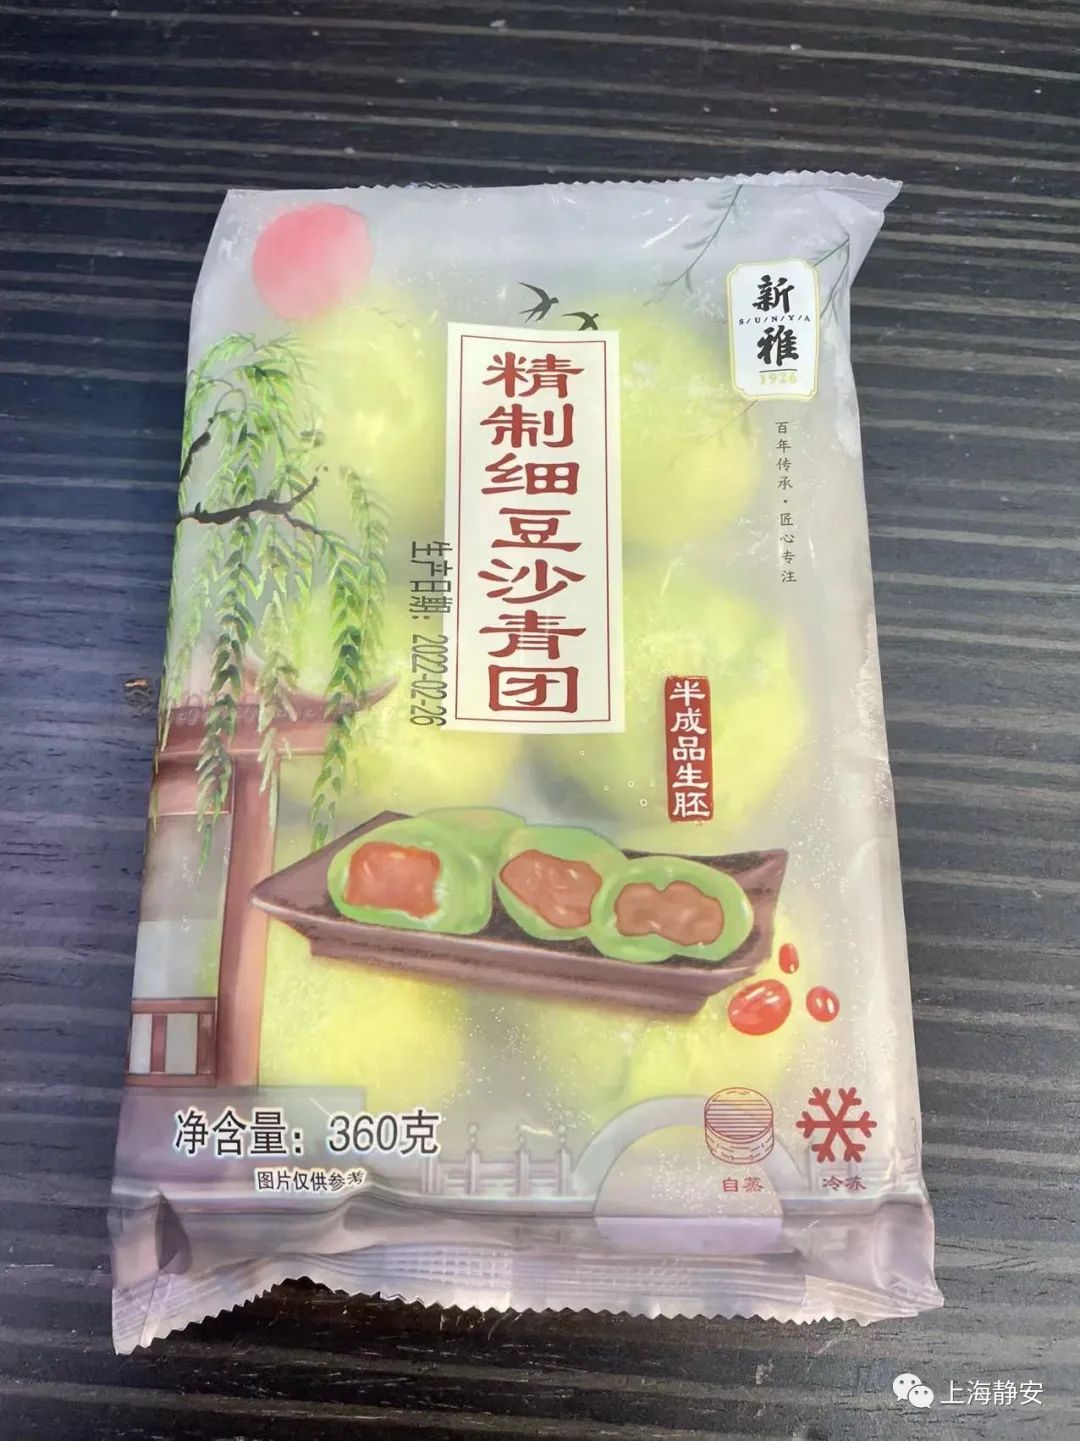 新
S/U/N/Y/A
雅
1926
百年传承·匠心专注
精制细豆沙青团
生产日期: 2022-02-26
半成品生胚
净含量：360克
图片仅供参考
自蒸
冷冻
上海静安